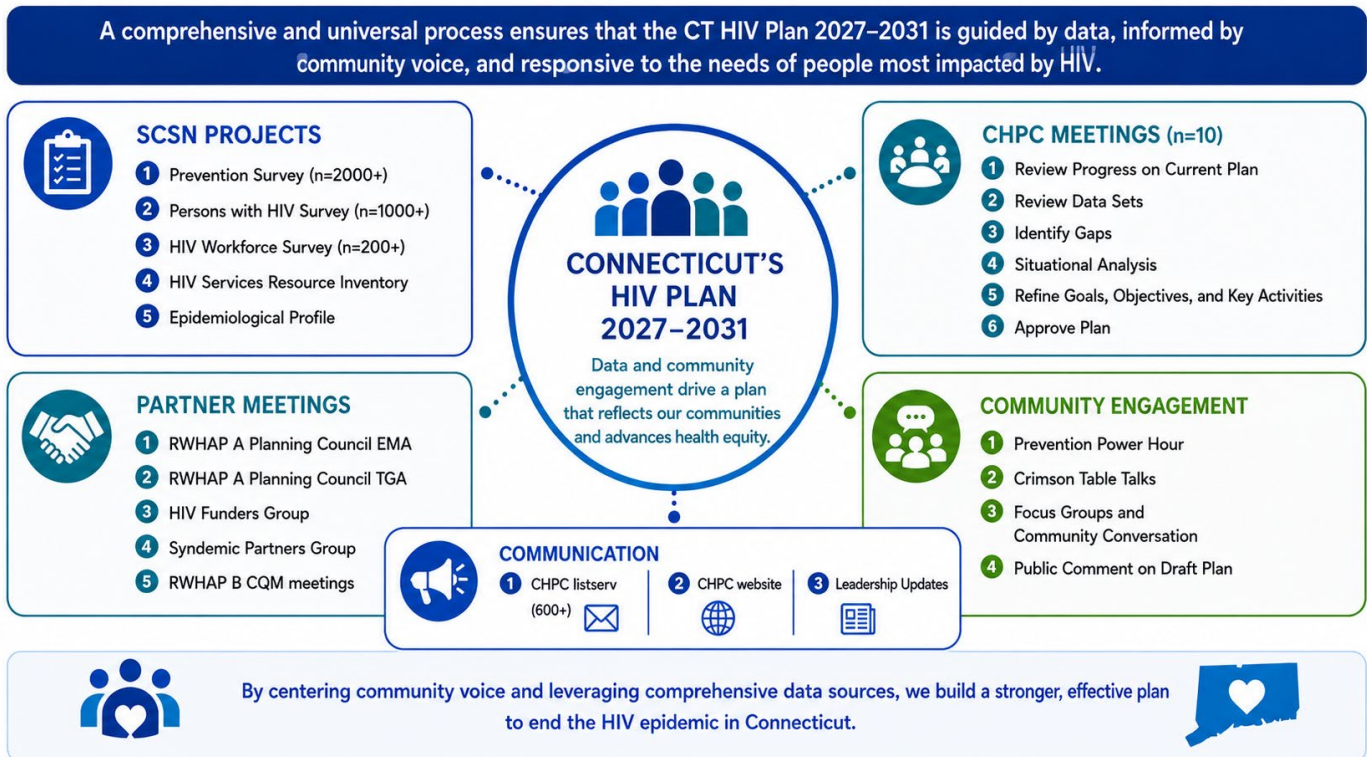 A comprehensive and universal process ensures that the CT HIV Plan 2027–2031 is guided by data, informed by
community voice, and responsive to the needs of people most impacted by HIV.
SCSN PROJECTS
1 Prevention Survey (n=2000+)
2 Persons with HIV Survey (n=1000+)
3 HIV Workforce Survey (n=200+)
4 HIV Services Resource Inventory
5 Epidemiological Profile
CONNECTICUT'S
HIV PLAN
2027–2031
Data and community
engagement drive a plan
that reflects our communities
and advances health equity.
CHPC MEETINGS (n=10)
1 Review Progress on Current Plan
2 Review Data Sets
3 Identify Gaps
4 Situational Analysis
5 Refine Goals, Objectives, and Key Activities
6 Approve Plan
PARTNER MEETINGS
1 RWHAP A Planning Council EMA
2 RWHAP A Planning Council TGA
3 HIV Funders Group
4 Syndemic Partners Group
5 RWHAP B CQM meetings
COMMUNITY ENGAGEMENT
1 Prevention Power Hour
2 Crimson Table Talks
3 Focus Groups and
Community Conversation
4 Public Comment on Draft Plan
COMMUNICATION
1 CHPC listserv
(600+)
2 CHPC website
3 Leadership Updates
By centering community voice and leveraging comprehensive data sources, we build a stronger, effective plan
to end the HIV epidemic in Connecticut.